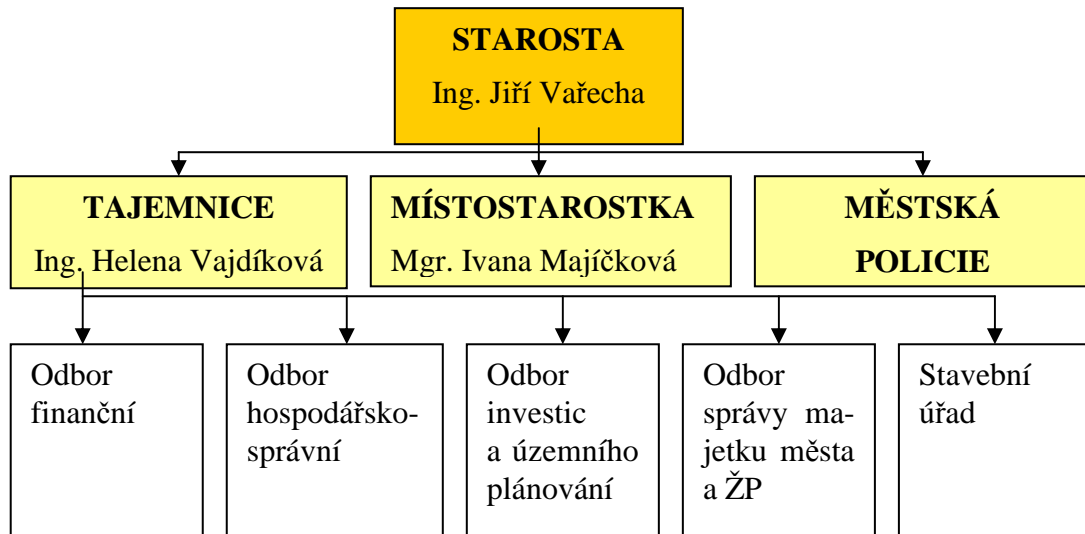 STAROSTA
Ing. Jiří Vařecha
TAJEMNICE
Ing. Helena Vajdíková
MÍSTOSTAROSTKA
Mgr. Ivana Majíčková
MĚSTSKÁ
POLICIE
Odbor
finanční
Odbor
hospodářsko-
správní
Odbor
investic
a územního
plánování
Odbor
správy ma-
jetku města
a ŽP
Stavební
úřad